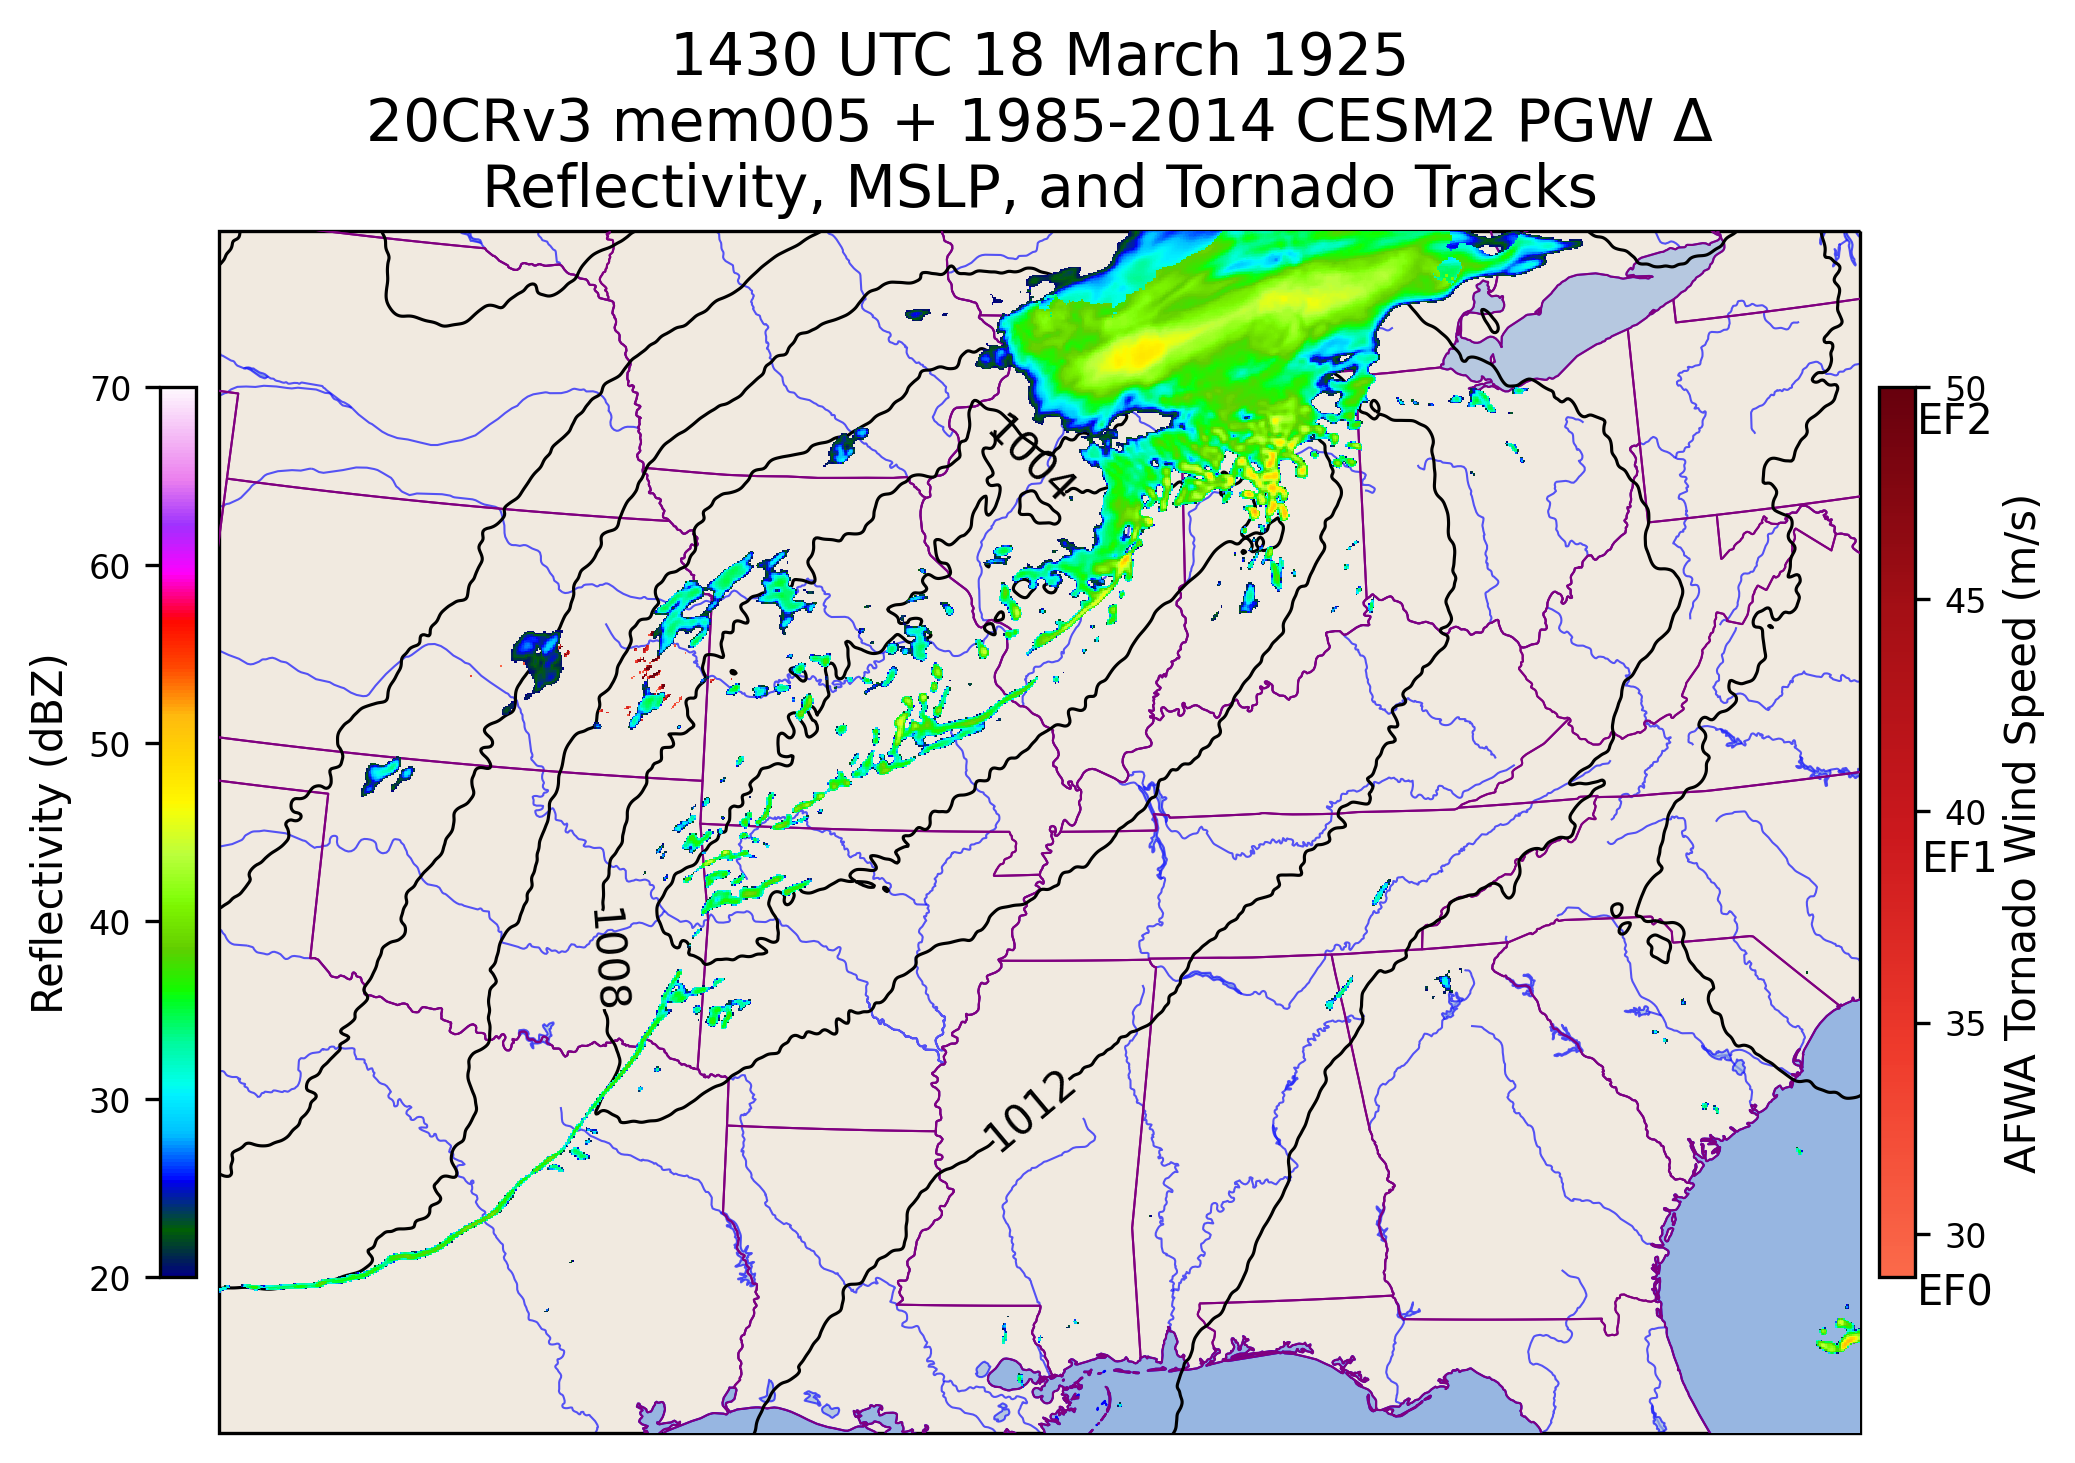 1430 UTC 18 March 1925
20CRv3 mem005 + 1985-2014 CESM2 PGW Δ
Reflectivity, MSLP, and Tornado Tracks
70
60
50
40
30
20
Reflectivity (dBZ)
1004
1008
1012
50
EF2
45
40
EF1
35
30
EF0
AFWA Tornado Wind Speed (m/s)